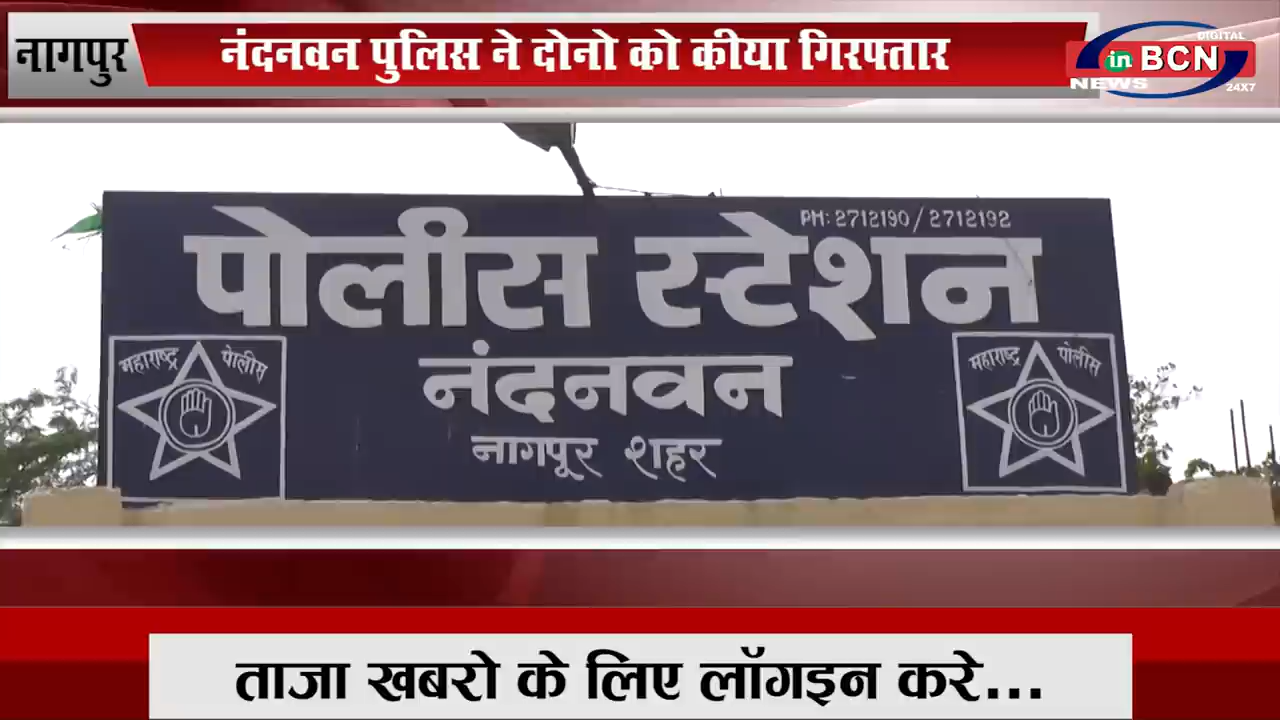 नागपुर
नंदनवन पुलिस ने दोनो को कीया गिरफ्तार
DIGITAL
in BCN
NEWS
24X7
PH: 2712190 / 2712192
पोलीस स्टेशन
नंदनवन
नागपूर शहर
महाराष्ट्र पोलीस
महाराष्ट्र पोलीस
ताजा खबरो के लिए लॉगइन करे...